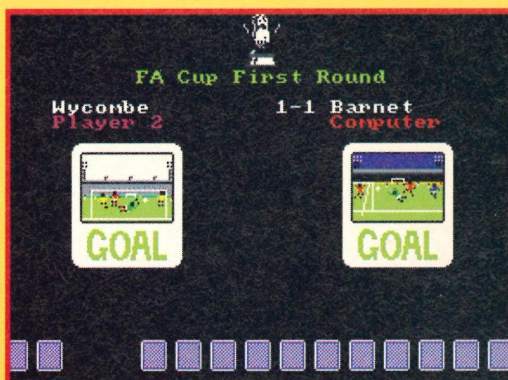 FA Cup First Round
Wycombe 1-1 Barnet
Player 2 Computer
GOAL GOAL